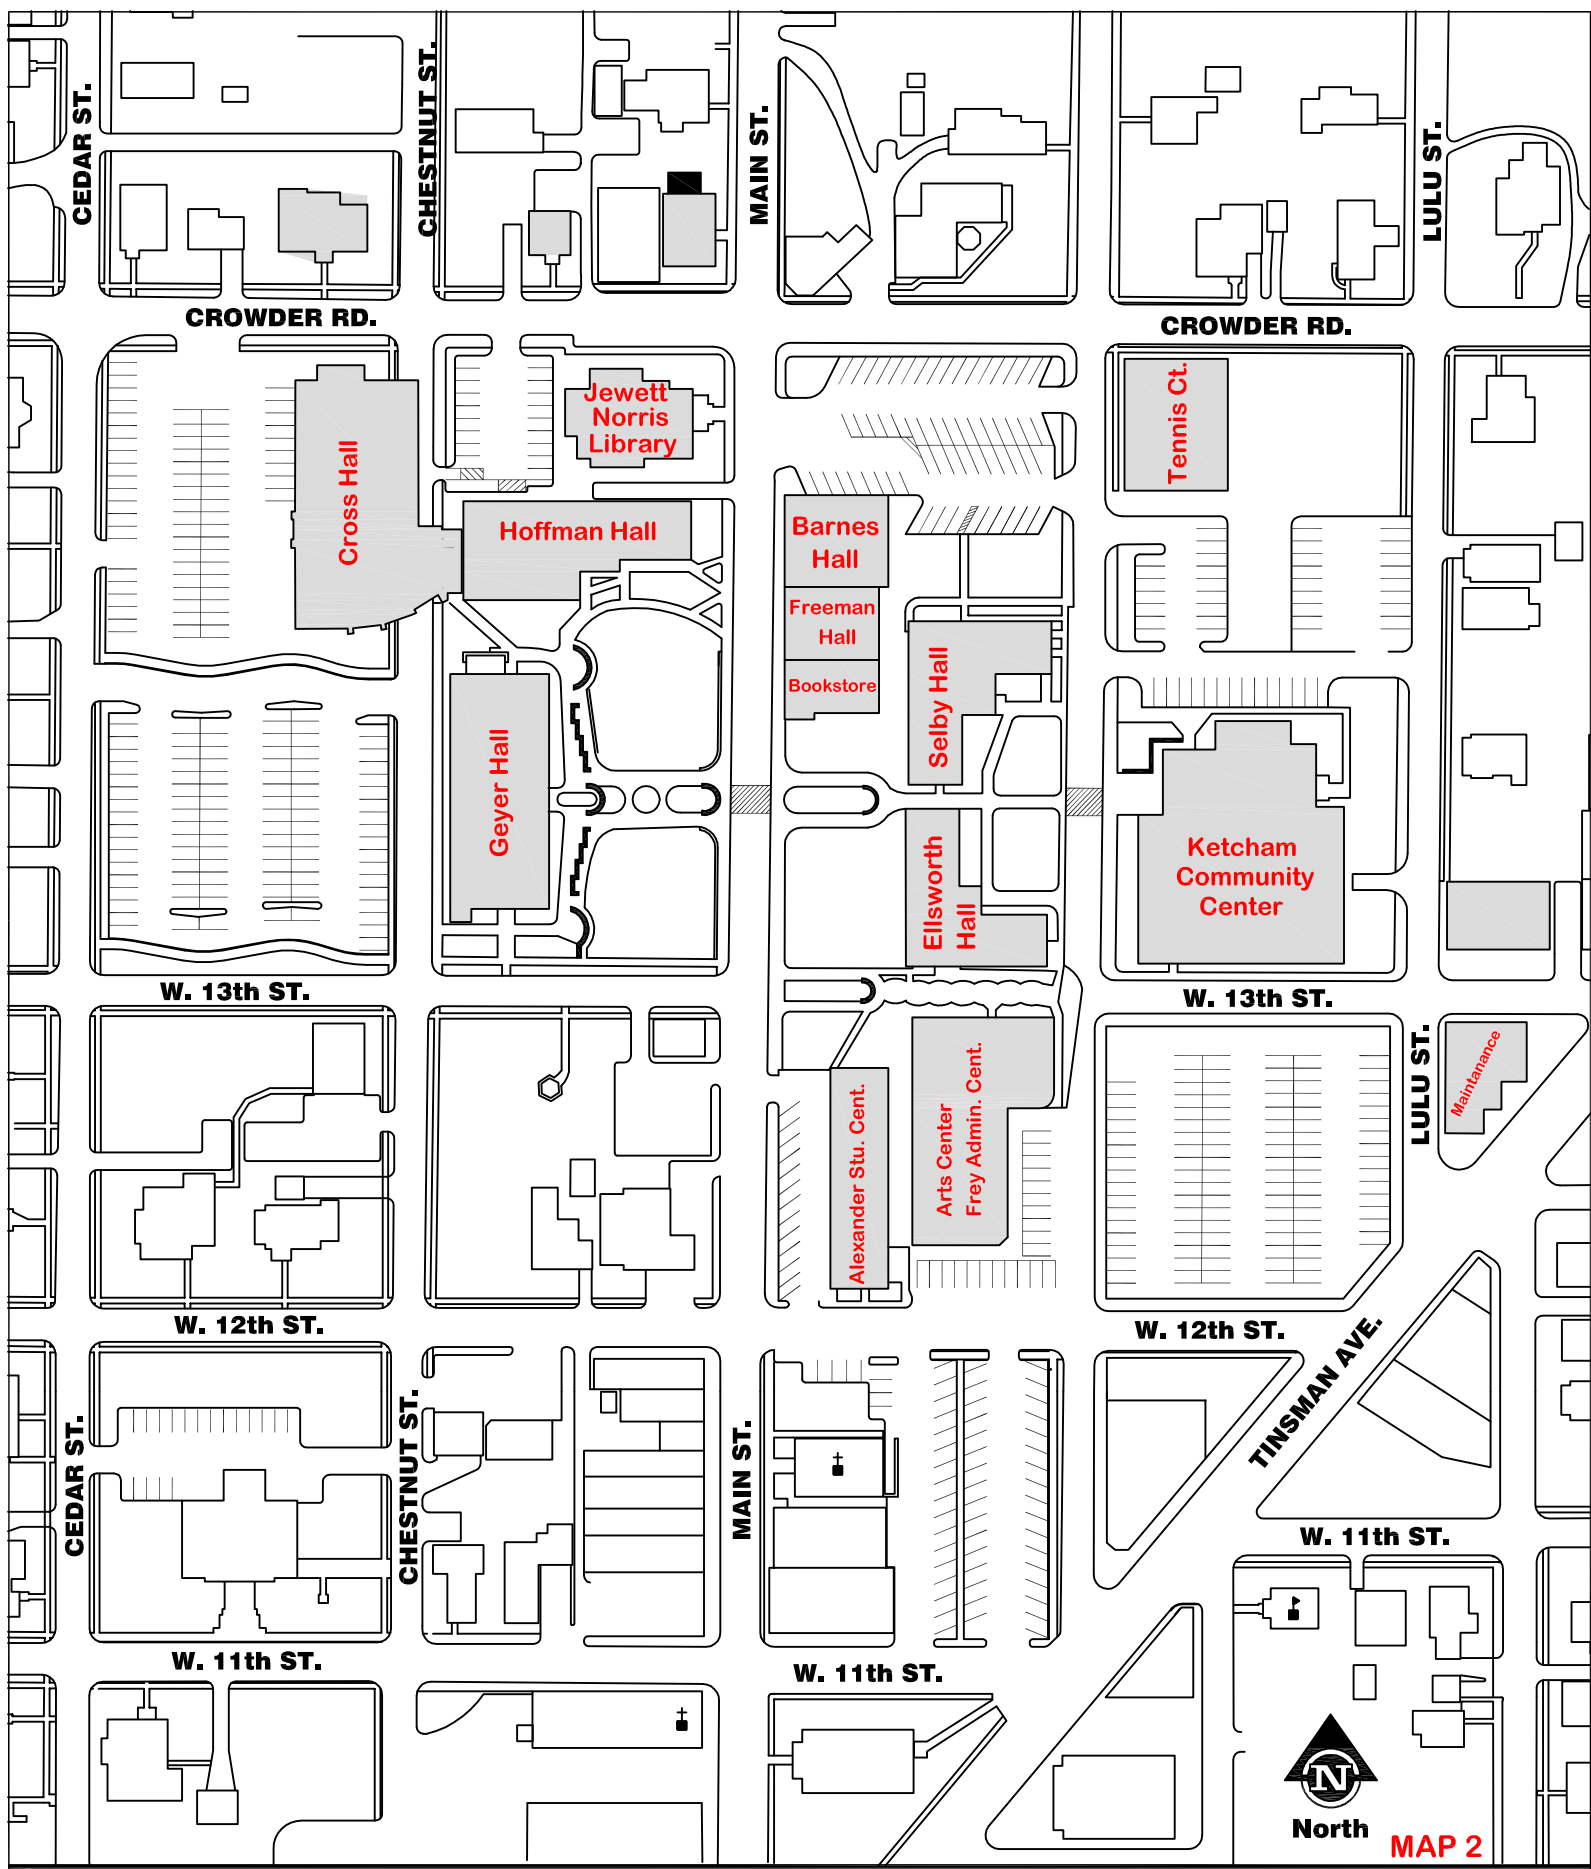 CEDAR ST.
CHESTNUT ST.
MAIN ST.
LULU ST.
CROWDER RD.
CROWDER RD.
Cross Hall
Jewett
Norris
Library
Hoffman Hall
Barnes
Hall
Freeman
Hall
Bookstore
Selby Hall
Tennis Ct.
Geyer Hall
Ellsworth
Hall
Ketcham
Community
Center
W. 13th ST.
W. 13th ST.
LULU ST.
Maintanance
Alexander Stu. Cent.
Arts Center
Frey Admin. Cent.
W. 12th ST.
W. 12th ST.
TINSMAN AVE.
CEDAR ST.
CHESTNUT ST.
MAIN ST.
W. 11th ST.
W. 11th ST.
W. 11th ST.
N
North
MAP 2